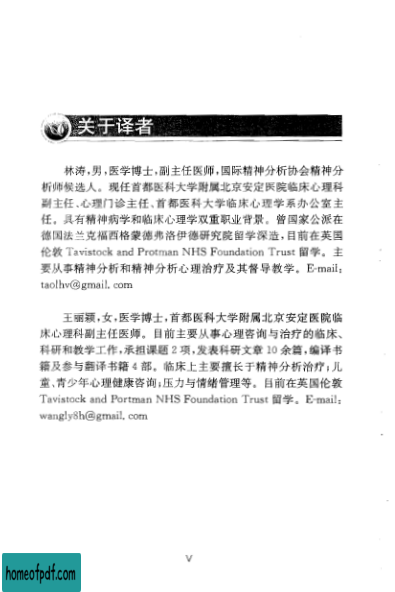 关于译者
林涛,男,医学博士,副主任医师,国际精神分析协会精神分
析师候选人。现任首都医科大学附属北京安定医院临床心理科
副主任、心理门诊主任、首都医科大学临床心理学系办公室主
任。具有精神病学和临床心理学双重职业背景。曾国家公派在
德国法兰克福西格蒙德弗洛伊德研究院留学深造,目前在英国
伦敦 Tavistock and Protman NHS Foundation Trust 留学。主
要从事精神分析和精神分析心理治疗及其督导教学。E-mail:
taolhv@gmail.com
王丽颖,女,医学博士,首都医科大学附属北京安定医院临
床心理科副主任医师。目前主要从事心理咨询与治疗的临床、
科研和教学工作,承担课题 2 项,发表科研文章 10 余篇,编译书
籍及参与翻译书籍 4 部。临床上主要擅长于精神分析治疗;儿
童、青少年心理健康咨询;压力与情绪管理等。目前在英国伦敦
Tavistock and Portman NHS Foundation Trust 留学。E-mail:
wangly8h@gmail.com
V
homeofpdf.com